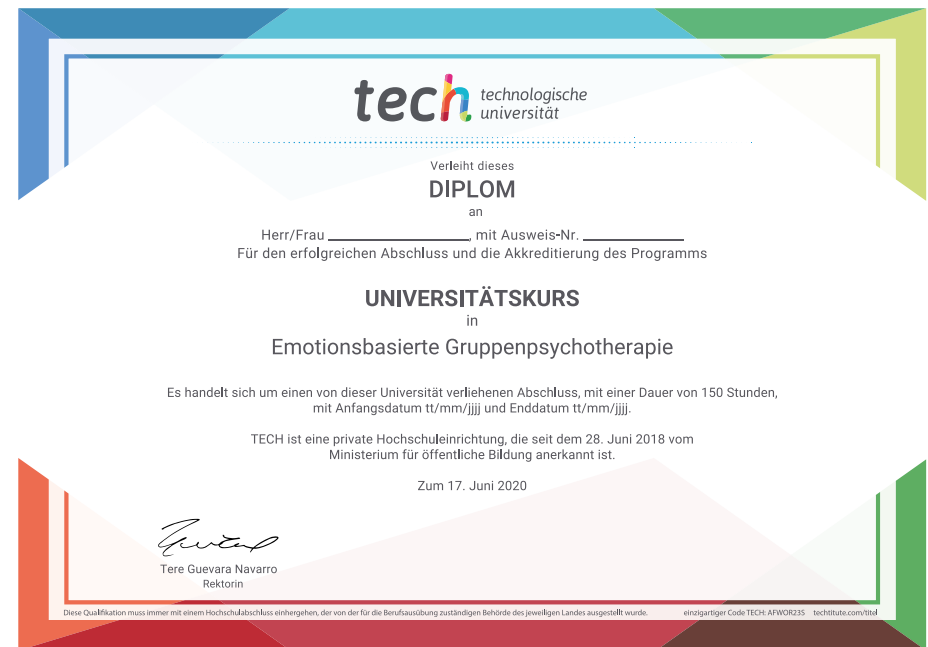 tech technologische
universität
Verleiht dieses
DIPLOM
an
Herr/Frau ____________________, mit Ausweis-Nr. ______________
Für den erfolgreichen Abschluss und die Akkreditierung des Programms
UNIVERSITÄTSKURS
in
Emotionsbasierte Gruppenpsychotherapie
Es handelt sich um einen von dieser Universität verliehenen Abschluss, mit einer Dauer von 150 Stunden,
mit Anfangsdatum tt/mm/jjjj und Enddatum tt/mm/jjjj.
TECH ist eine private Hochschuleinrichtung, die seit dem 28. Juni 2018 vom
Ministerium für öffentliche Bildung anerkannt ist.
Zum 17. Juni 2020
Tere Guevara Navarro
Rektorin
Diese Qualifikation muss immer mit einem Hochschulabschluss einhergehen, der von der für die Berufsausübung zuständigen Behörde des jeweiligen Landes ausgestellt wurde. einzigartiger Code TECH: AFWOR23S techtitute.com/titel